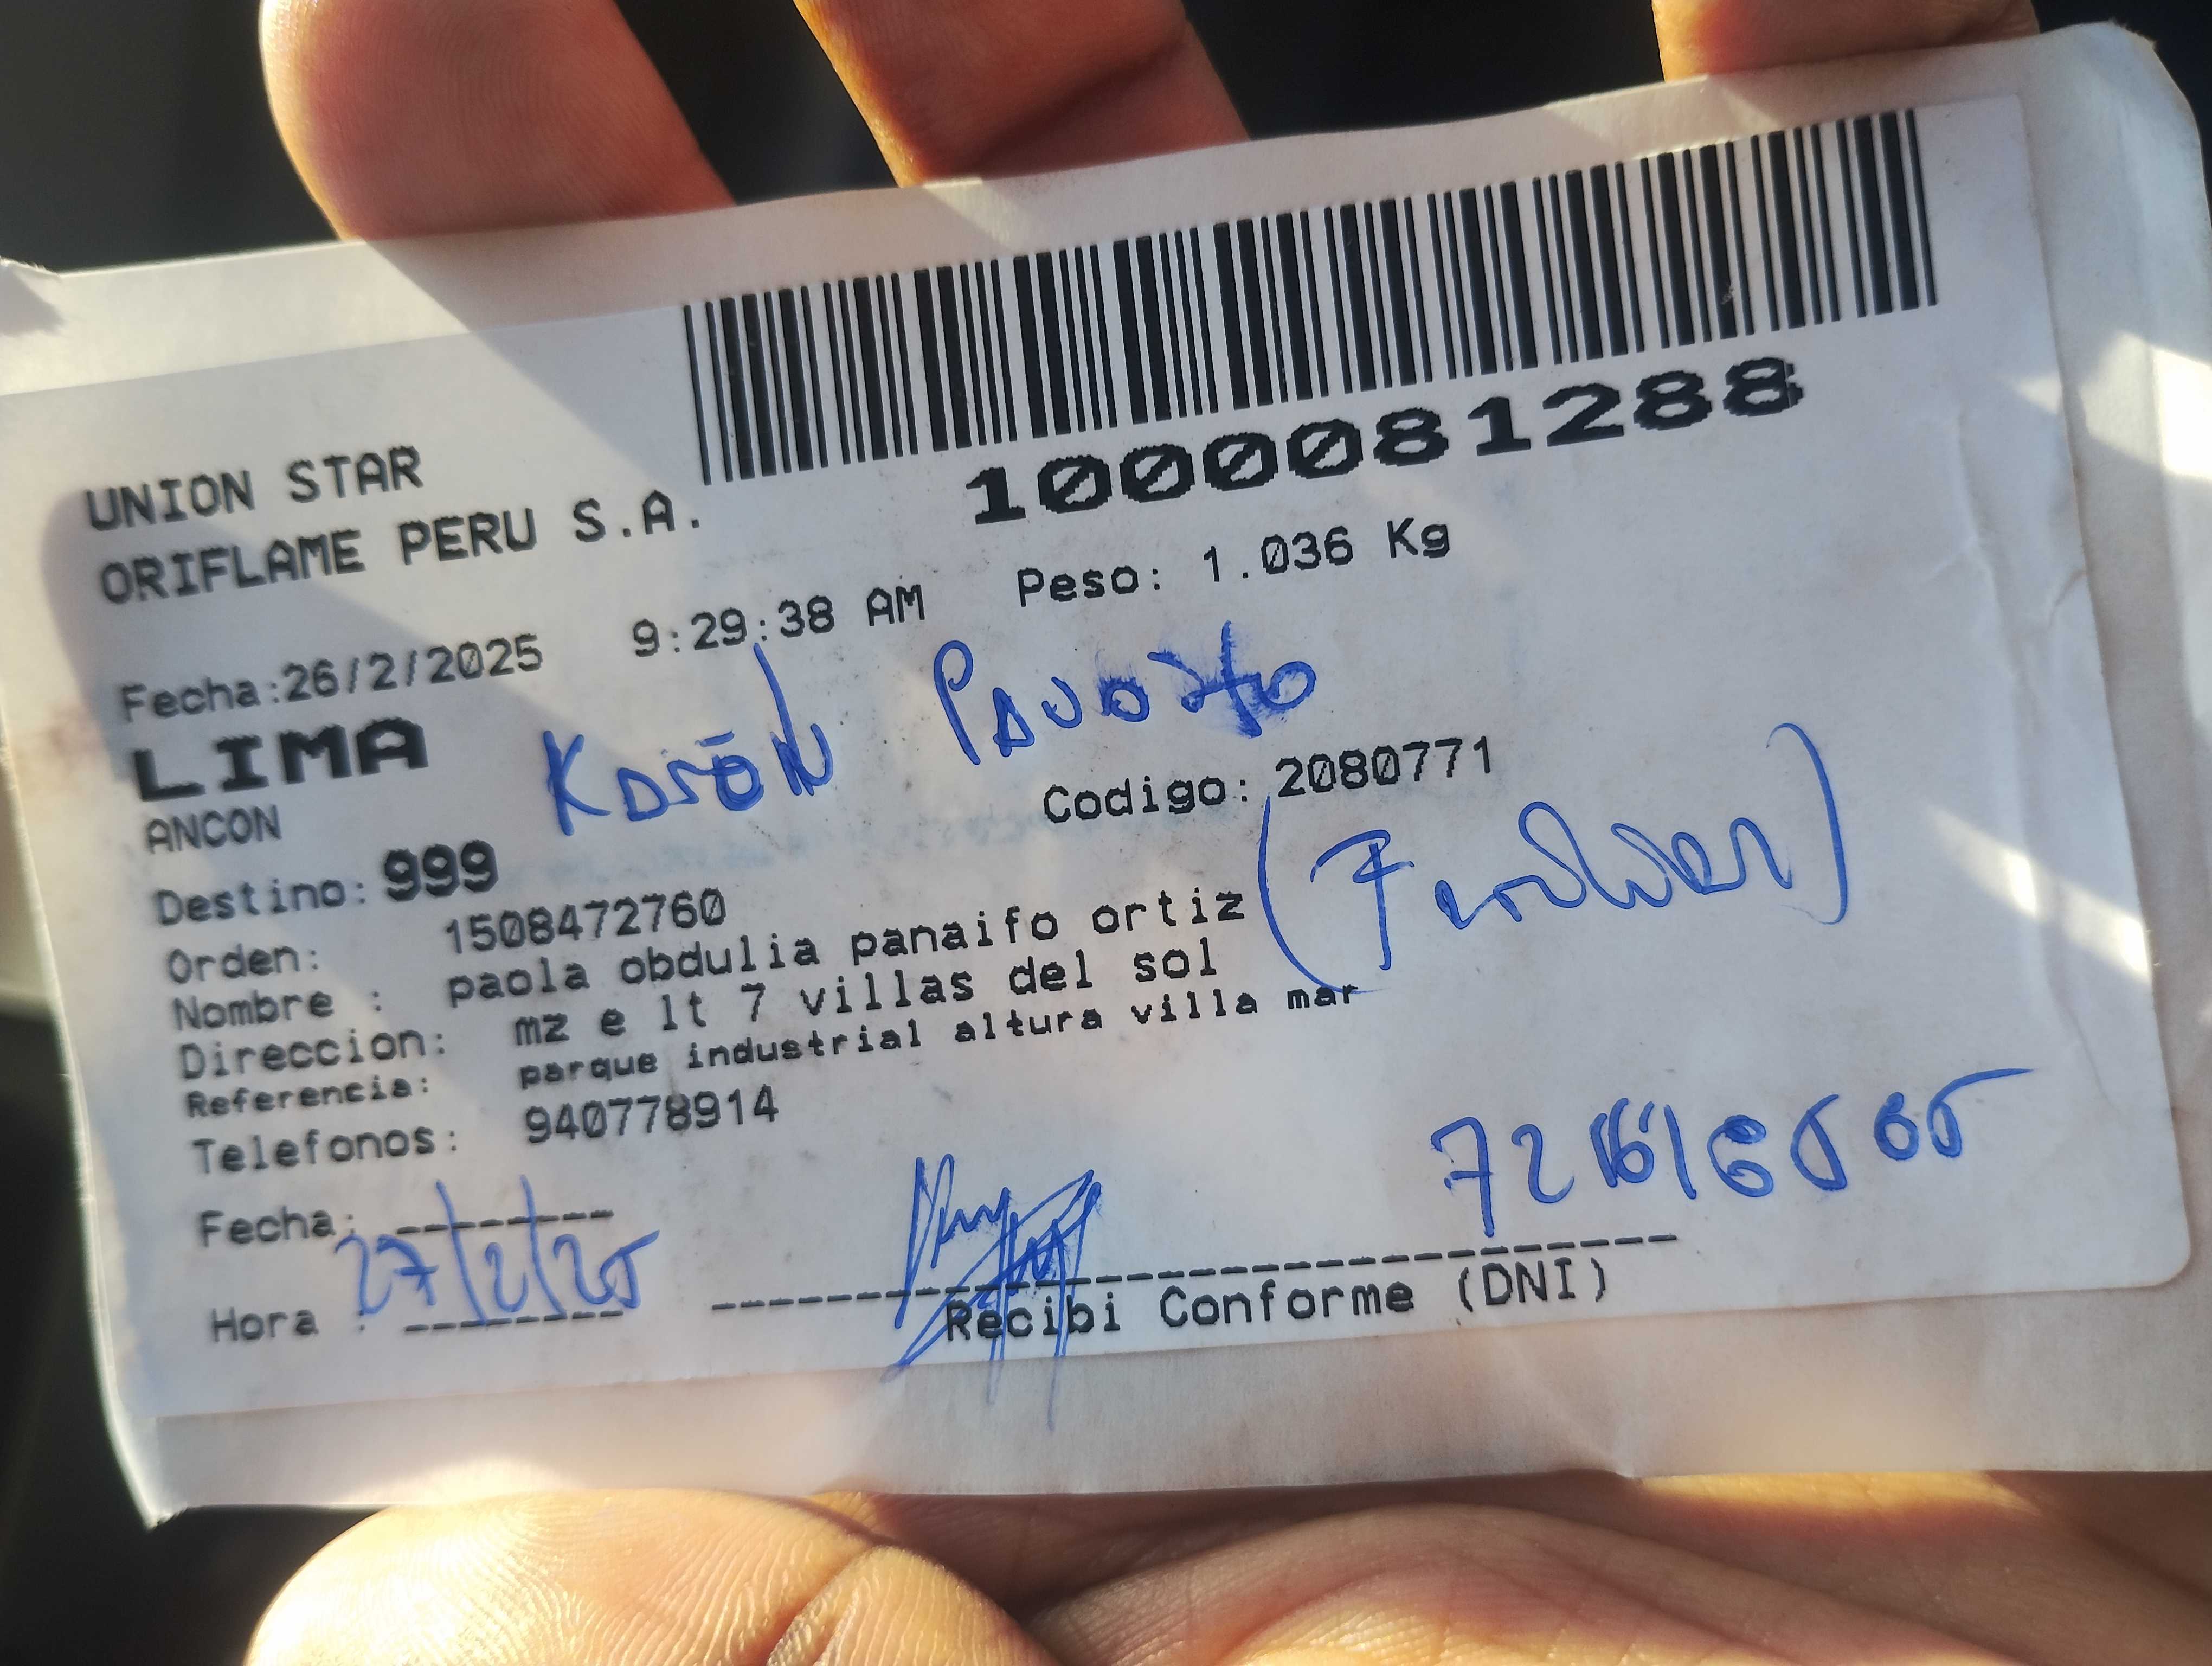 1000081288
UNION STAR
ORIFLAME PERU S.A.
Fecha:26/2/2025 9:29:38 AM Peso: 1.036 Kg
LIMA
ANCON
Codigo: 2080771
Destino: 999
Orden: 1508472760
Nombre : paola obdulia panaifo ortiz
Direccion: mz e lt 7 villas del sol
Referencia: parque industrial altura villa mar
Telefonos: 940778914
Fecha:
27/2/25
Hora :
Recibi Conforme (DNI)